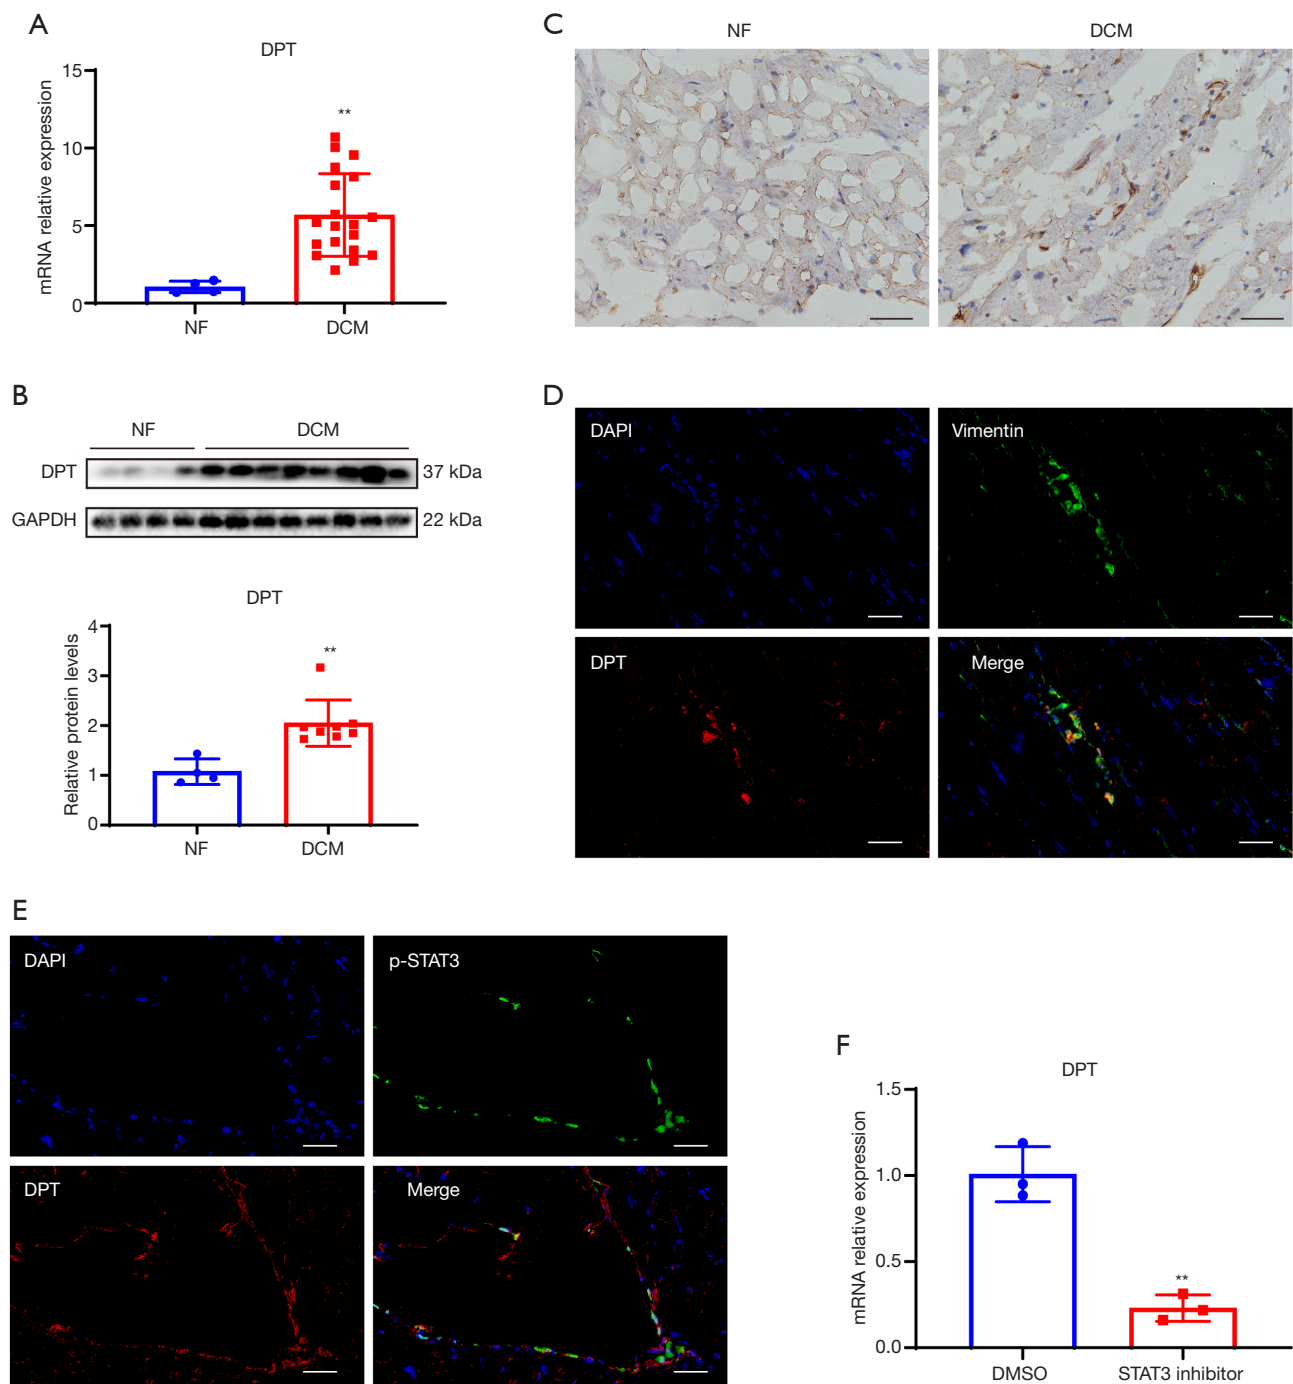 A
DPT
mRNA relative expression
15
10
5
0
**
NF
DCM
B
NF
DCM
DPT
37 kDa
GAPDH
22 kDa
DPT
Relative protein levels
4
3
2
1
0
**
NF
DCM
C
NF
DCM
D
DAPI
Vimentin
DPT
Merge
E
DAPI
p-STAT3
DPT
Merge
F
DPT
mRNA relative expression
1.5
1.0
0.5
0.0
**
DMSO
STAT3 inhibitor